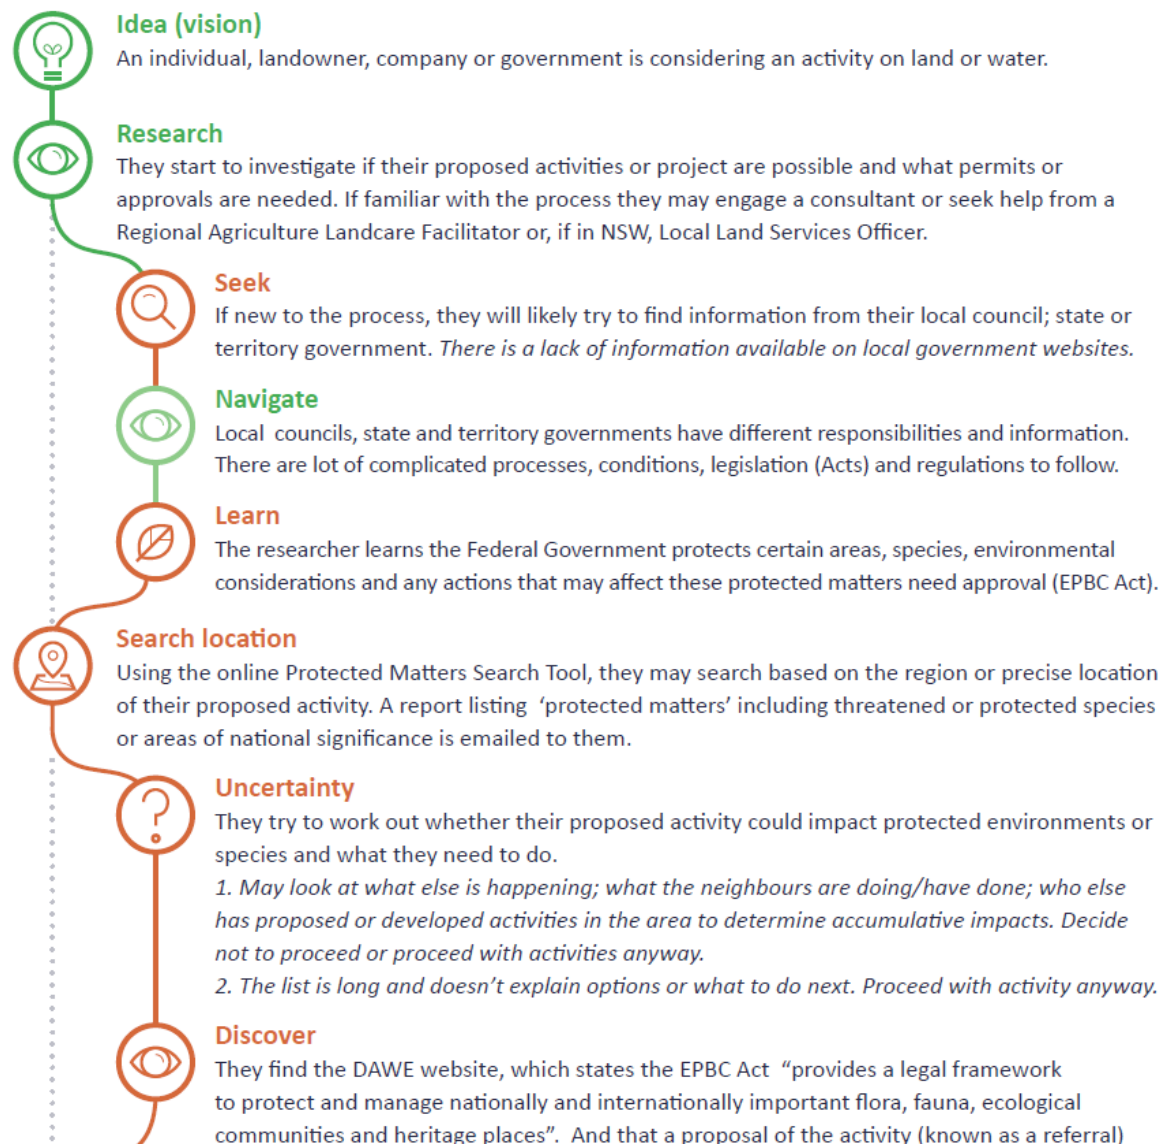 Idea (vision)
An individual, landowner, company or government is considering an activity on land or water.
Research
They start to investigate if their proposed activities or project are possible and what permits or
approvals are needed. If familiar with the process they may engage a consultant or seek help from a
Regional Agriculture Landcare Facilitator or, if in NSW, Local Land Services Officer.
Seek
If new to the process, they will likely try to find information from their local council; state or
territory government. There is a lack of information available on local government websites.
Navigate
Local  councils, state and territory governments have different responsibilities and information.
There are lot of complicated processes, conditions, legislation (Acts) and regulations to follow.
Learn
The researcher learns the Federal Government protects certain areas, species, environmental
considerations and any actions that may affect these protected matters need approval (EPBC Act).
Search location
Using the online Protected Matters Search Tool, they may search based on the region or precise location
of their proposed activity. A report listing  ‘protected matters’ including threatened or protected species
or areas of national significance is emailed to them.
Uncertainty
They try to work out whether their proposed activity could impact protected environments or
species and what they need to do.
1. May look at what else is happening; what the neighbours are doing/have done; who else
has proposed or developed activities in the area to determine accumulative impacts. Decide
not to proceed or proceed with activities anyway.
2. The list is long and doesn’t explain options or what to do next. Proceed with activity anyway.
Discover
They find the DAWE website, which states the EPBC Act  “provides a legal framework
to protect and manage nationally and internationally important flora, fauna, ecological
communities and heritage places”.  And that a proposal of the activity (known as a referral)